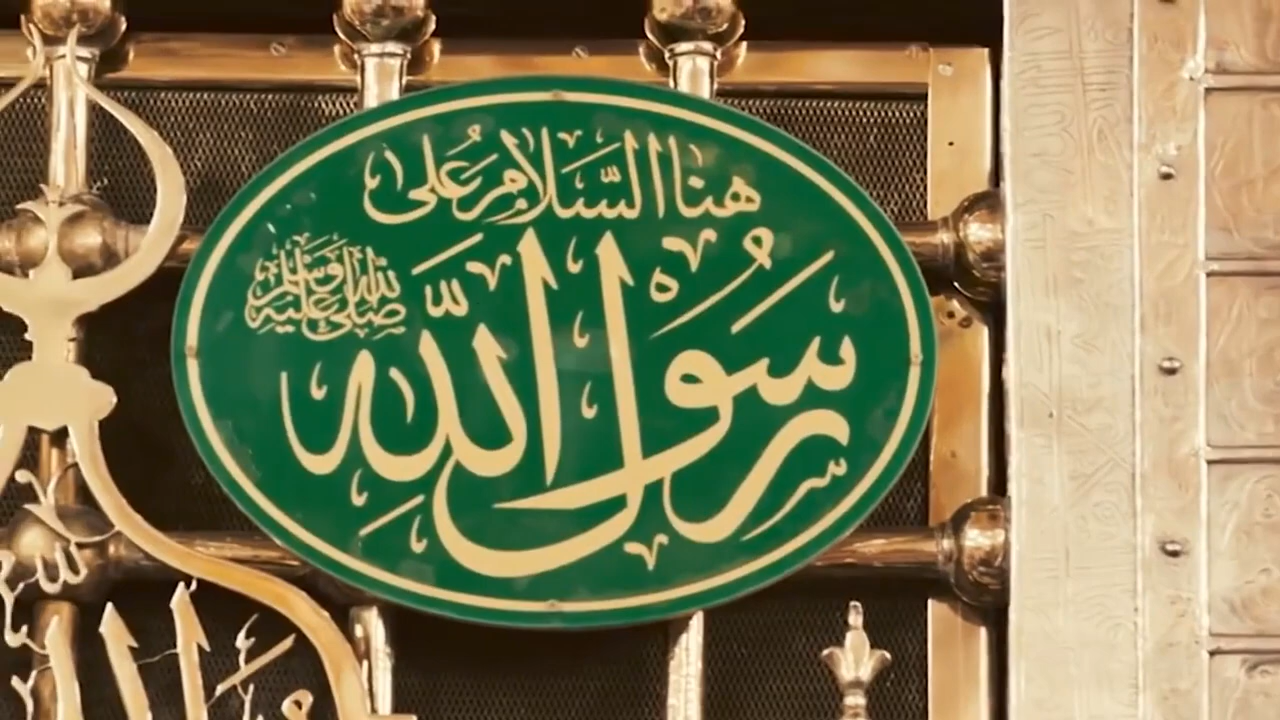 هنا السلام على
رسول الله
صلى الله عليه وسلم